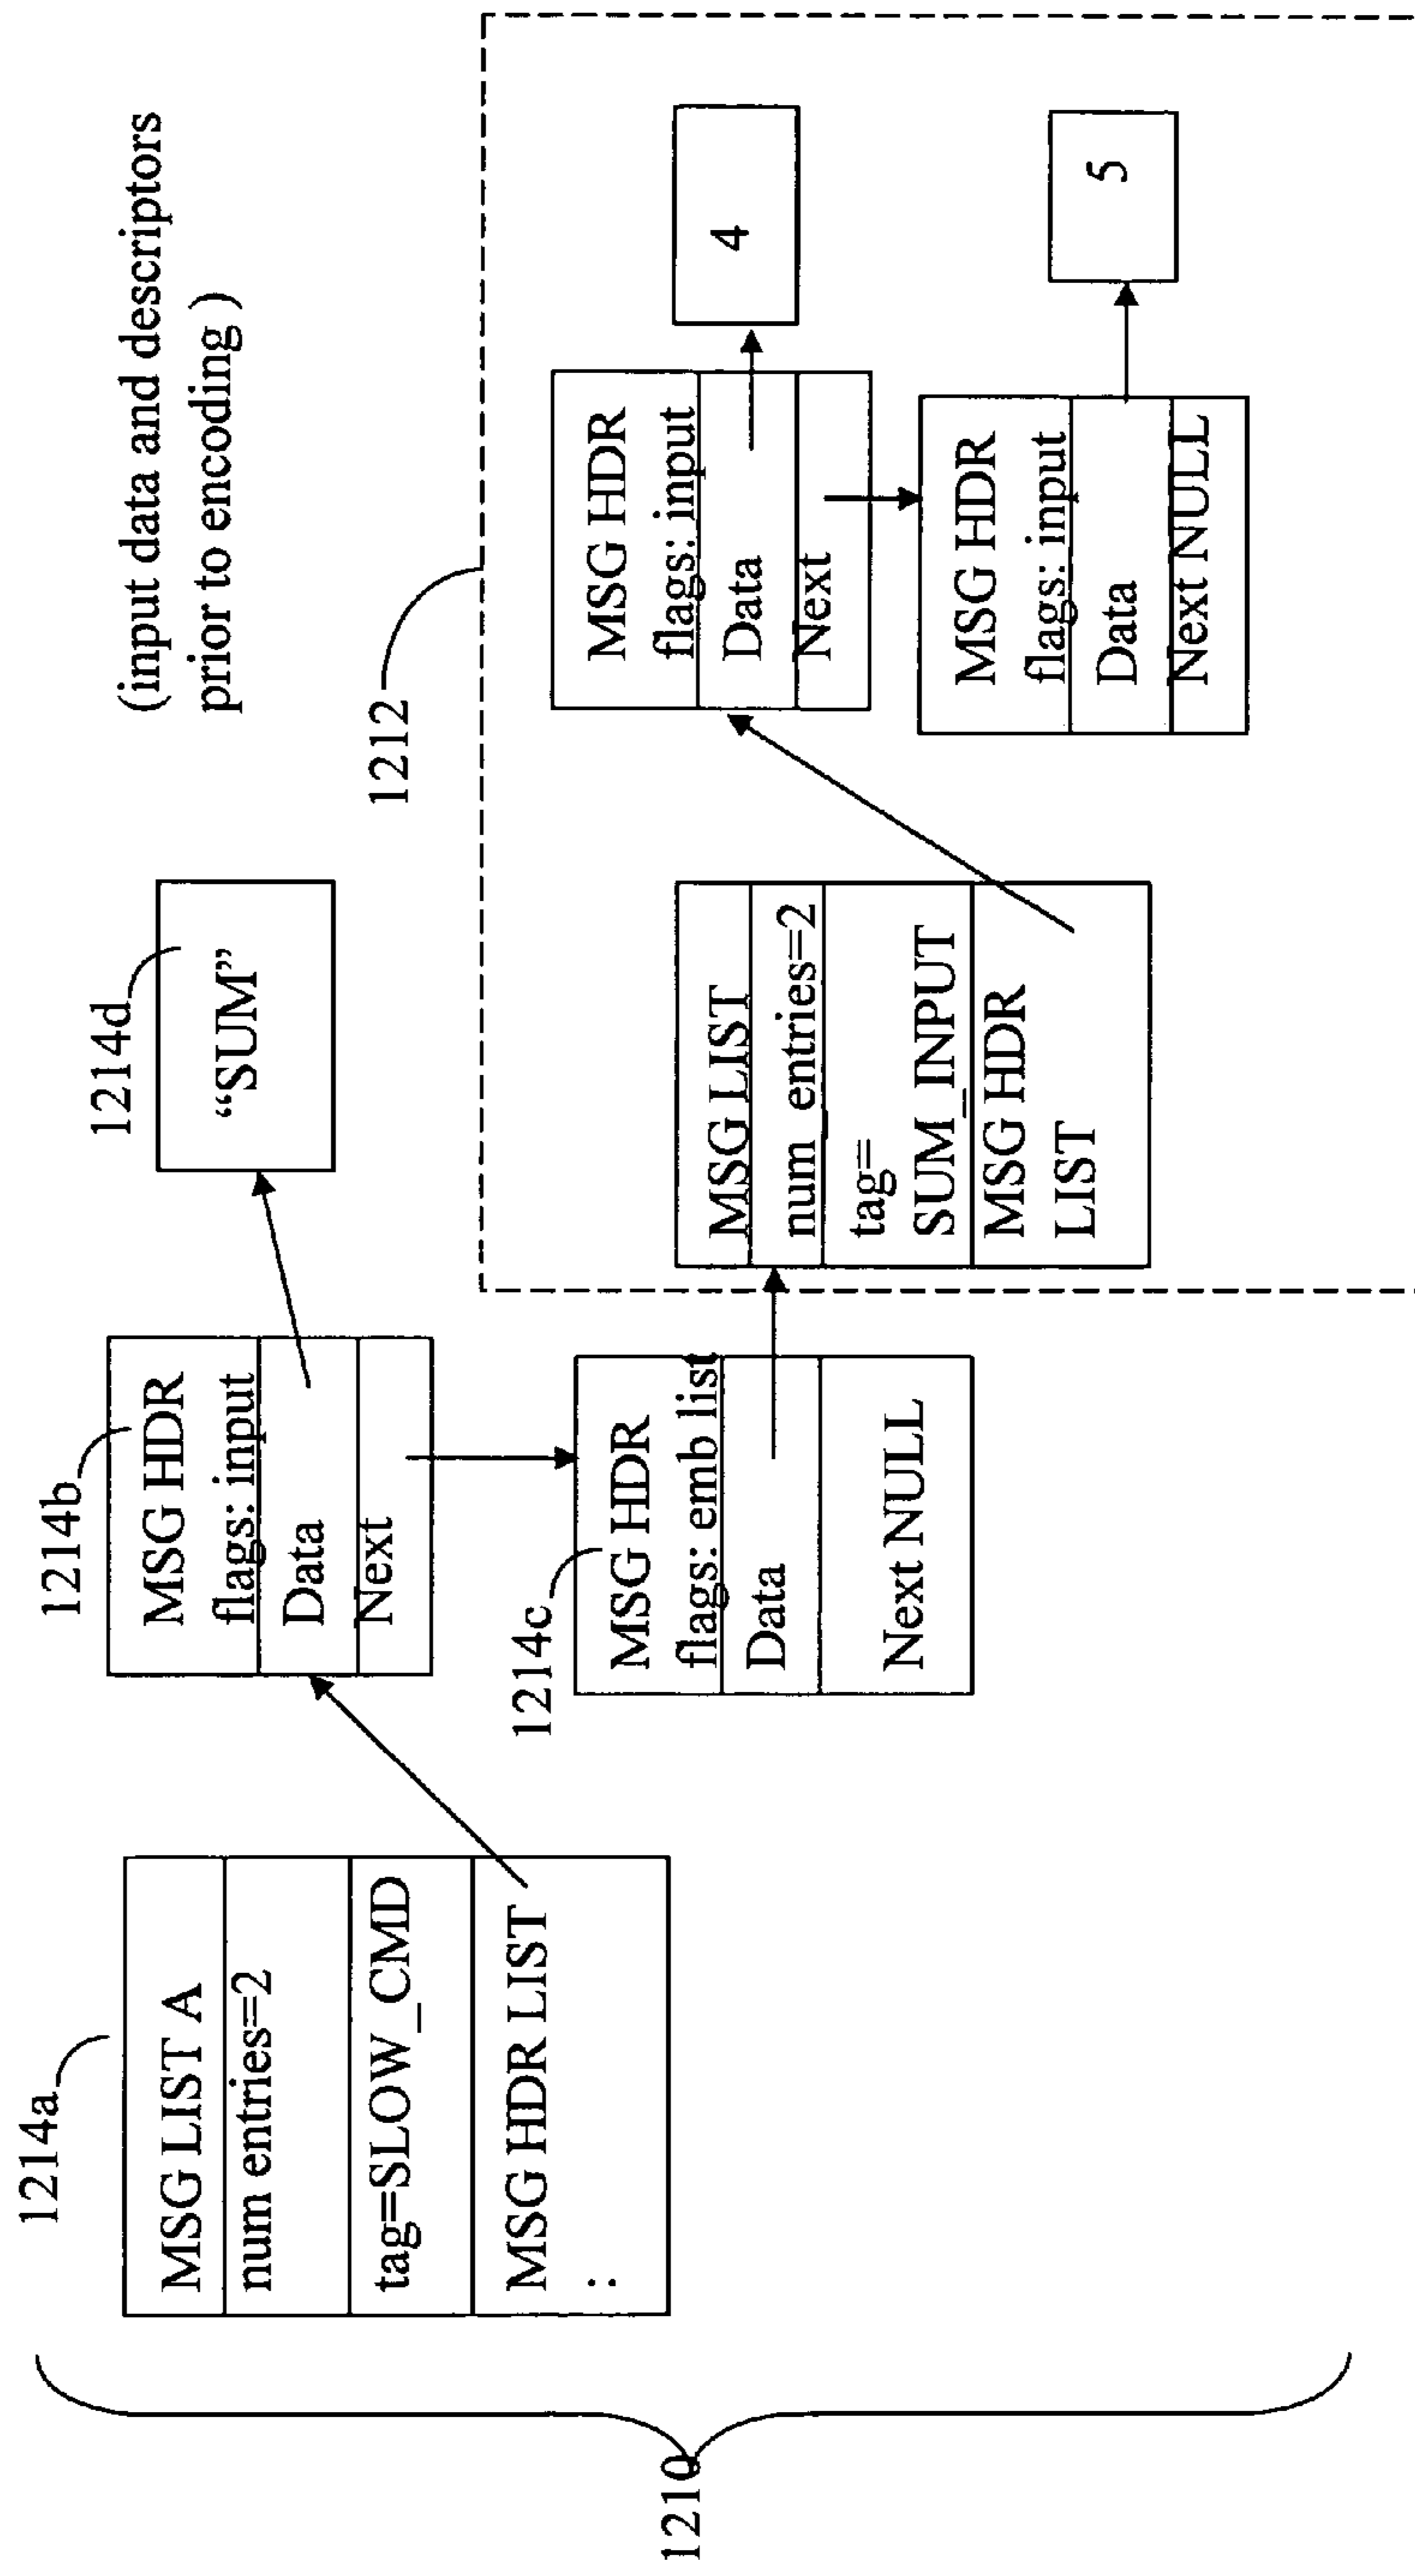 (input data and descriptors
prior to encoding )
1214a
MSG LIST A
num entries=2
tag=SLOW_CMD
MSG HDR LIST
:
1214b
MSG HDR
flags: input
Data
Next
1214d
“SUM”
1214c
MSG HDR
flags: emb list
Data
Next NULL
1212
MSG LIST
num_entries=2
tag=
SUM_INPUT
MSG HDR
LIST
MSG HDR
flags: input
Data
Next
4
MSG HDR
flags: input
Data
Next NULL
5
1210